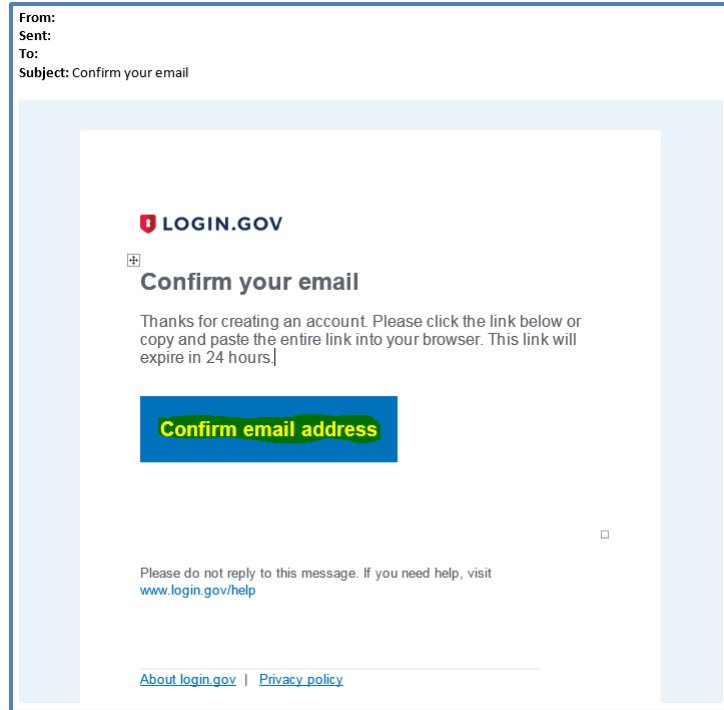 From:
Sent:
To:
Subject: Confirm your email
LOGIN.GOV
Confirm your email
Thanks for creating an account. Please click the link below or
copy and paste the entire link into your browser. This link will
expire in 24 hours.
Confirm email address
Please do not reply to this message. If you need help, visit
www.login.gov/help
About login.gov | Privacy policy